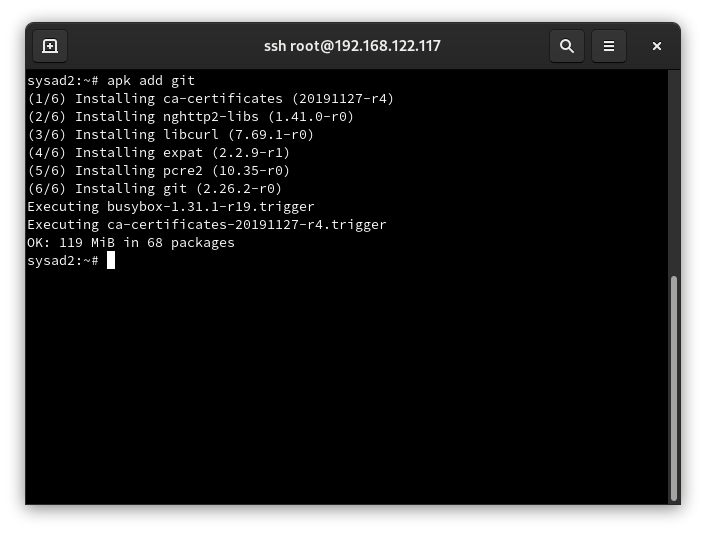 ssh root@192.168.122.117
sysad2:~# apk add git
(1/6) Installing ca-certificates (20191127-r4)
(2/6) Installing nghttp2-libs (1.41.0-r0)
(3/6) Installing libcurl (7.69.1-r0)
(4/6) Installing expat (2.2.9-r1)
(5/6) Installing pcre2 (10.35-r0)
(6/6) Installing git (2.26.2-r0)
Executing busybox-1.31.1-r19.trigger
Executing ca-certificates-20191127-r4.trigger
OK: 119 MiB in 68 packages
sysad2:~#